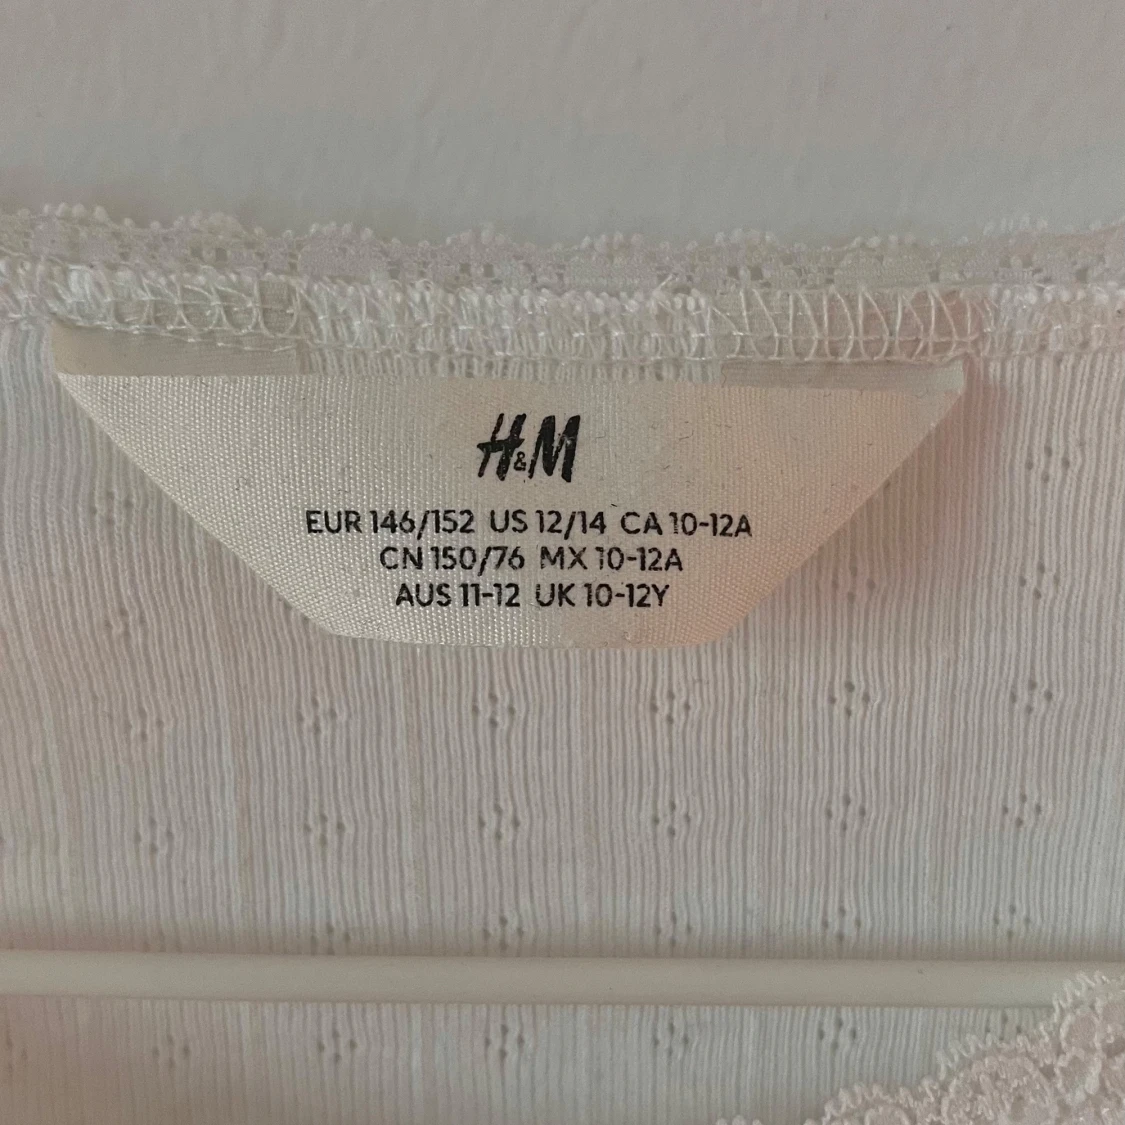 H&M
EUR 146/152 US 12/14 CA 10-12A
CN 150/76 MX 10-12A
AUS 11-12 UK 10-12Y